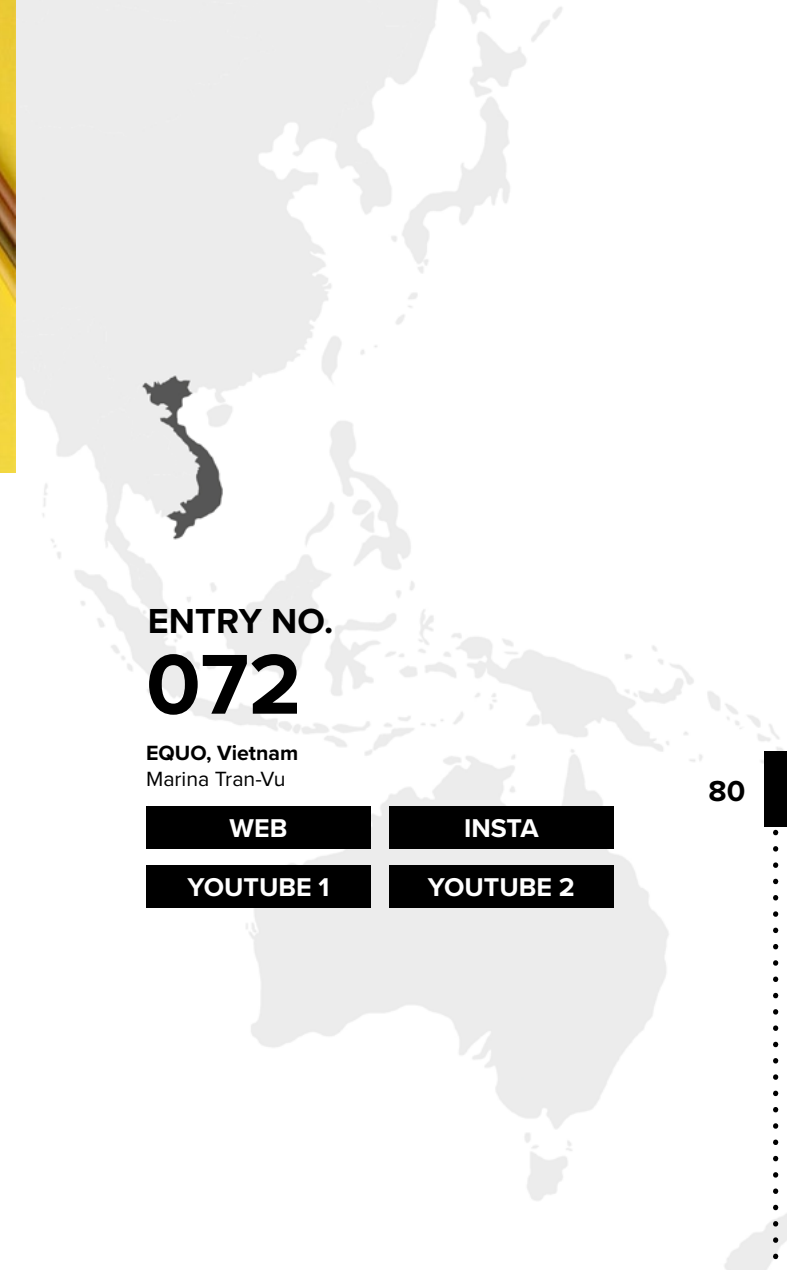 ENTRY NO.
072
EQUO, Vietnam
Marina Tran-Vu
WEB
INSTA
YOUTUBE 1
YOUTUBE 2
80